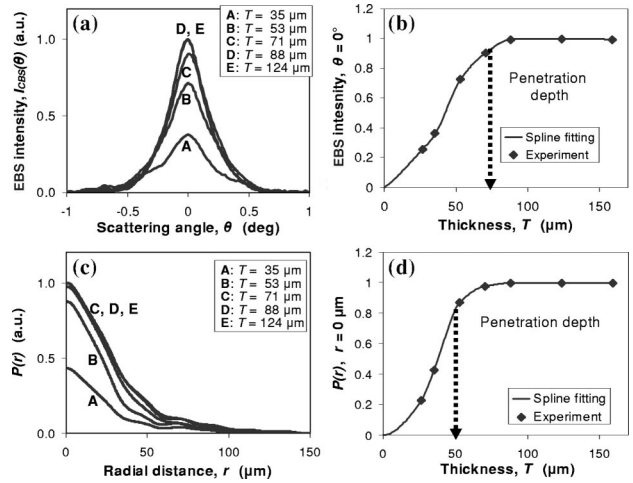 (a)
EBS intensity, I_CBS(θ) (a.u.)
1.0
0.5
0.0
-1
-0.5
0
0.5
1
Scattering angle, θ (deg)
D, E
C
B
A
A: T = 35 µm
B: T = 53 µm
C: T = 71 µm
D: T = 88 µm
E: T = 124 µm
(b)
EBS intesnity, θ = 0°
1.2
1
0.8
0.6
0.4
0.2
0
0
50
100
150
Thickness, T (µm)
Penetration depth
Spline fitting
Experiment
(c)
P(r) (a.u.)
1.0
0.5
0.0
0
50
100
150
Radial distance, r (µm)
C, D, E
B
A
A: T = 35 µm
B: T = 53 µm
C: T = 71 µm
D: T = 88 µm
E: T = 124 µm
(d)
P(r), r = 0 µm
1.2
1
0.8
0.6
0.4
0.2
0
0
50
100
150
Thickness, T (µm)
Penetration depth
Spline fitting
Experiment